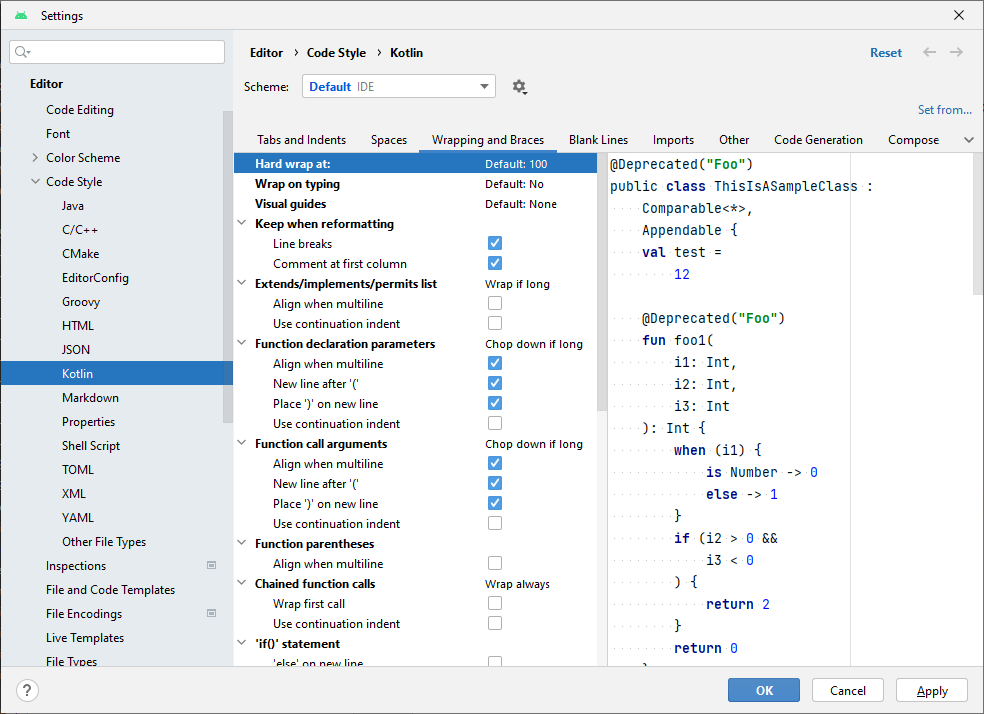 Settings
Editor
Code Editing
Font
Color Scheme
Code Style
Java
C/C++
CMake
EditorConfig
Groovy
HTML
JSON
Kotlin
Markdown
Properties
Shell Script
TOML
XML
YAML
Other File Types
Inspections
File and Code Templates
File Encodings
Live Templates
File Types
Editor › Code Style › Kotlin
Reset
Scheme: Default IDE
Set from...
Tabs and Indents Spaces Wrapping and Braces Blank Lines Imports Other Code Generation Compose
Hard wrap at: Default: 100
Wrap on typing Default: No
Visual guides Default: None
Keep when reformatting
Line breaks
Comment at first column
Extends/implements/permits list Wrap if long
Align when multiline
Use continuation indent
Function declaration parameters Chop down if long
Align when multiline
New line after '('
Place ')' on new line
Use continuation indent
Function call arguments Chop down if long
Align when multiline
New line after '('
Place ')' on new line
Use continuation indent
Function parentheses
Align when multiline
Chained function calls Wrap always
Wrap first call
Use continuation indent
'if()' statement
'else' on new line
@Deprecated("Foo")
public class ThisIsASampleClass :
Comparable<*>,
Appendable {
val test =
12
@Deprecated("Foo")
fun foo1(
i1: Int,
i2: Int,
i3: Int
): Int {
when (i1) {
is Number -> 0
else -> 1
}
if (i2 > 0 &&
i3 < 0
) {
return 2
}
return 0
}
?
OK Cancel Apply